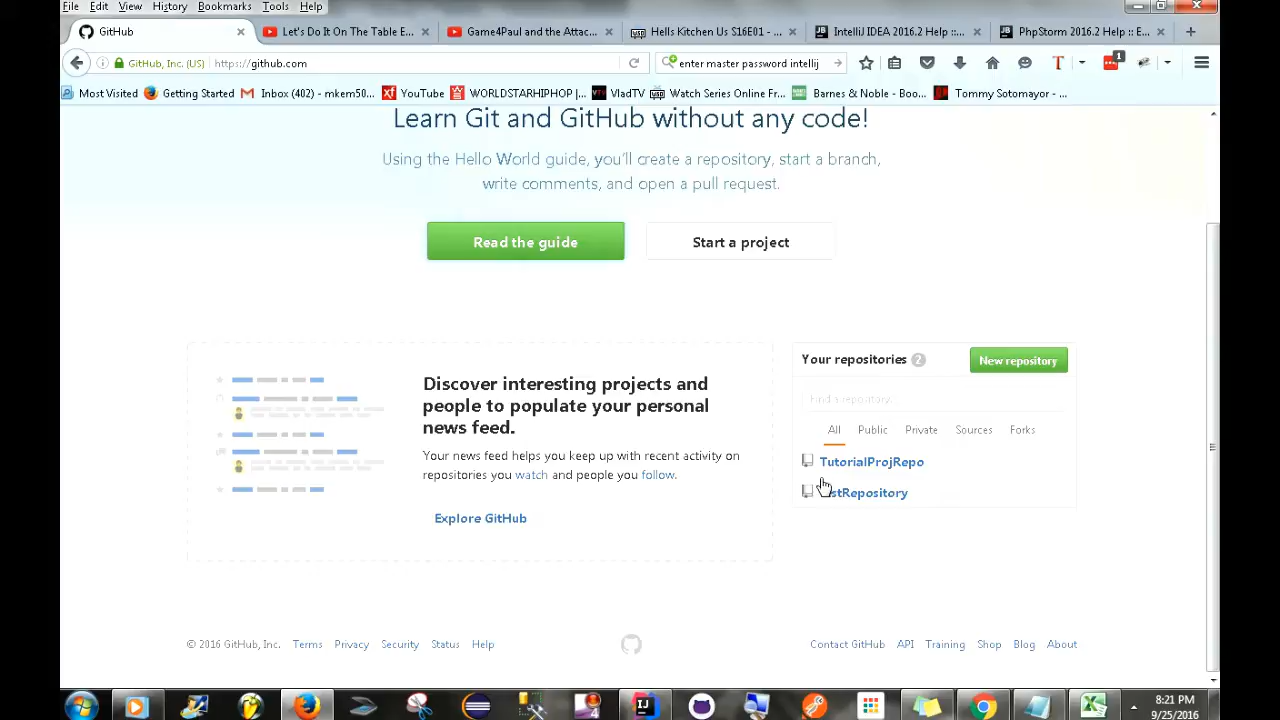 File Edit View History Bookmarks Tools Help
GitHub
Let's Do It On The Table E...
Game4Paul and the Attac...
Hells Kitchen Us S16E01 - ...
IntelliJ IDEA 2016.2 Help ::...
PhpStorm 2016.2 Help :: E...
GitHub, Inc. (US) https://github.com
enter master password intellij
1
Most Visited Getting Started Inbox (402) - mkem58... YouTube WORLDSTARHIPHOP |... VladTV Watch Series Online Fr... Barnes & Noble - Boo... Tommy Sotomayor - ...
Learn Git and GitHub without any code!
Using the Hello World guide, you'll create a repository, start a branch,
write comments, and open a pull request.
Read the guide Start a project
Discover interesting projects and
people to populate your personal
news feed.
Your news feed helps you keep up with recent activity on
repositories you watch and people you follow.
Explore GitHub
Your repositories 2 New repository
Find a repository...
All Public Private Sources Forks
TutorialProjRepo
stRepository
© 2016 GitHub, Inc. Terms Privacy Security Status Help
Contact GitHub API Training Shop Blog About
8:21 PM
9/25/2016